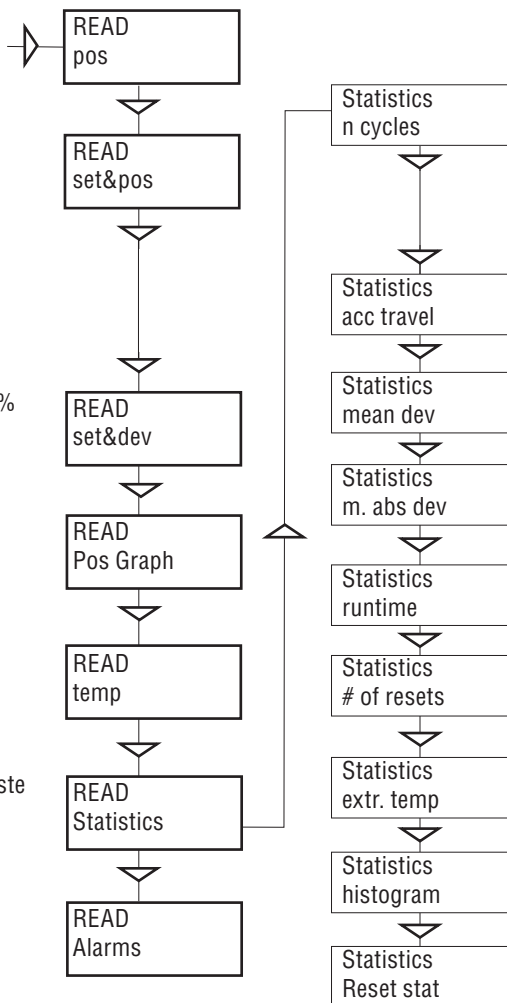 READ
pos
READ
set&pos
%
READ
set&dev
READ
Pos Graph
READ
temp
ste
READ
Statistics
READ
Alarms
Statistics
n cycles
Statistics
acc travel
Statistics
mean dev
Statistics
m. abs dev
Statistics
runtime
Statistics
# of resets
Statistics
extr. temp
Statistics
histogram
Statistics
Reset stat